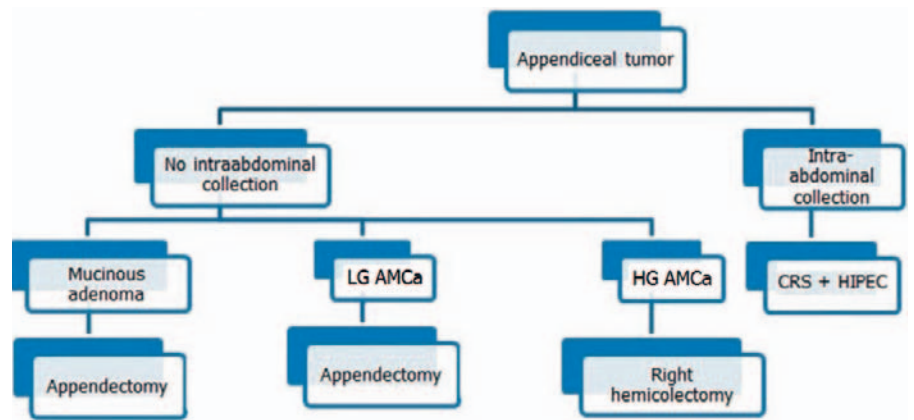 Appendiceal tumor
No intraabdominal
collection
Intra-
abdominal
collection
Mucinous
adenoma
LG AMCa
HG AMCa
CRS + HIPEC
Appendectomy
Appendectomy
Right
hemicolectomy